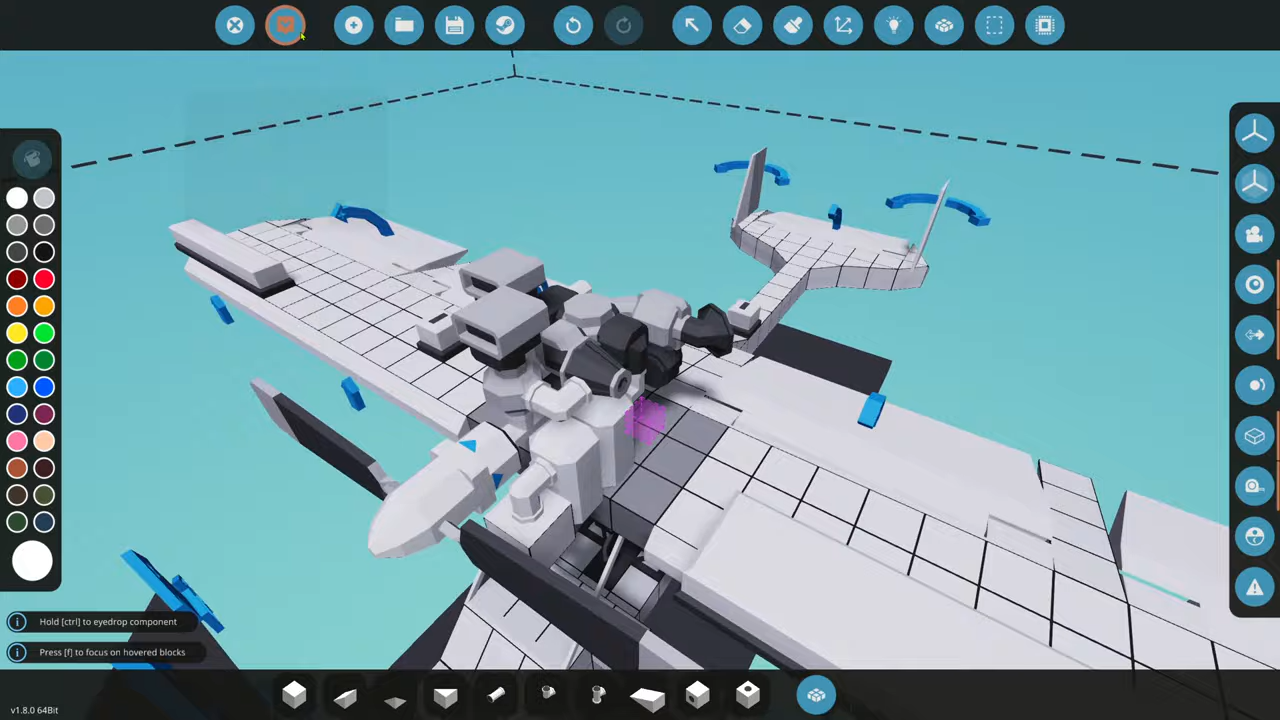 Hold [ctrl] to eyedrop component
Press [f] to focus on hovered blocks
v1.8.0 64Bit